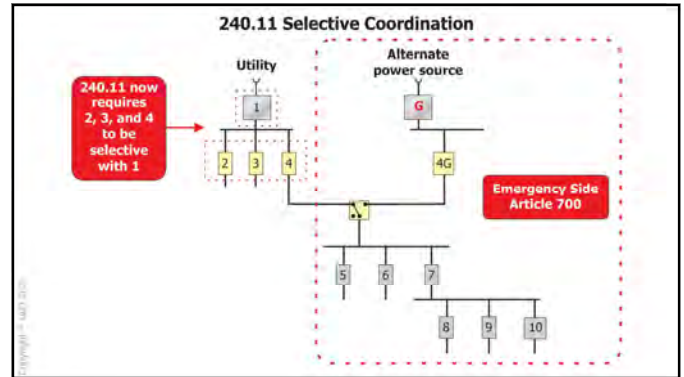 240.11 Selective Coordination
Utility
Alternate
power source
240.11 now
requires
2, 3, and 4
to be
selective
with 1
1
G
2
3
4
4G
Emergency Side
Article 700
5
6
7
8
9
10